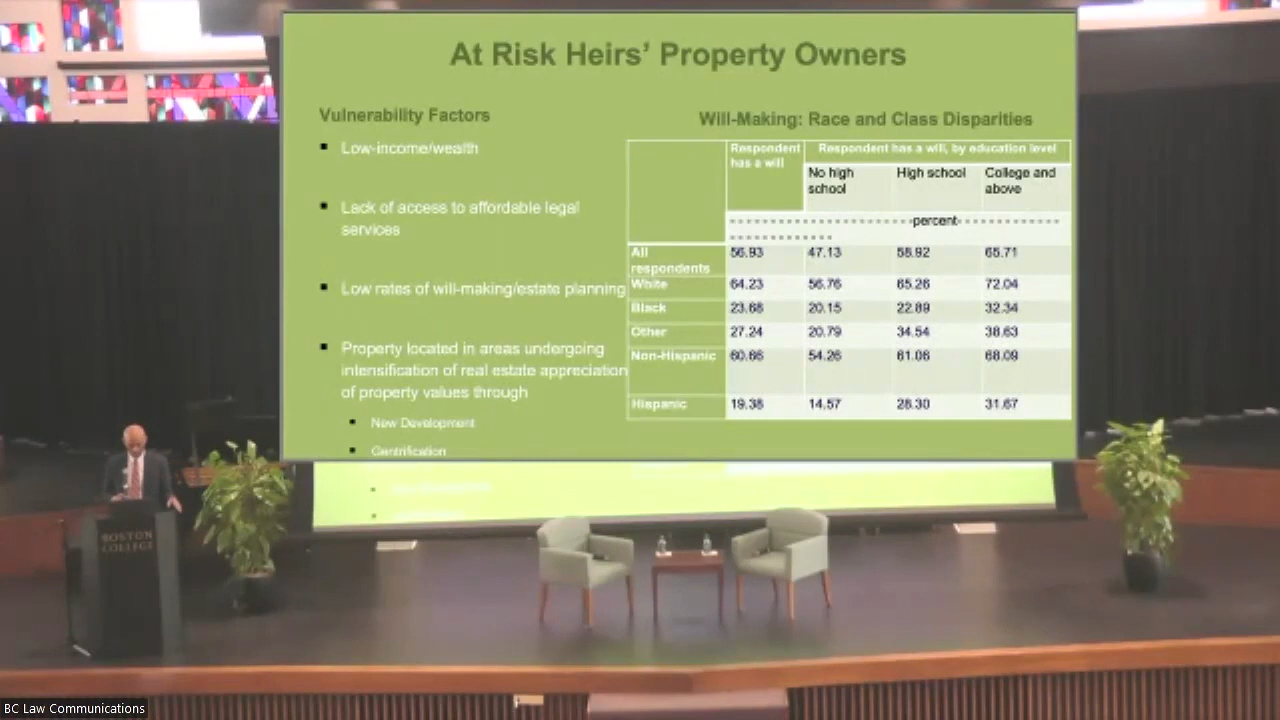 At Risk Heirs' Property Owners
Vulnerability Factors
Low-income/wealth
Lack of access to affordable legal
services
Low rates of will-making/estate planning
Property located in areas undergoing
intensification of real estate appreciation
of property values through
New Development
Gentrification
Will-Making: Race and Class Disparities
Respondent has a will
Respondent has a will, by education level
No high school
High school
College and above
percent
All respondents 56.93 47.13 58.92 65.71
White 64.23 56.76 65.26 72.04
Black 23.68 20.15 22.89 32.34
Other 27.24 20.79 34.54 38.63
Non-Hispanic 60.66 54.26 61.06 68.09
Hispanic 19.38 14.57 28.30 31.67
BOSTON
COLLEGE
BC Law Communications